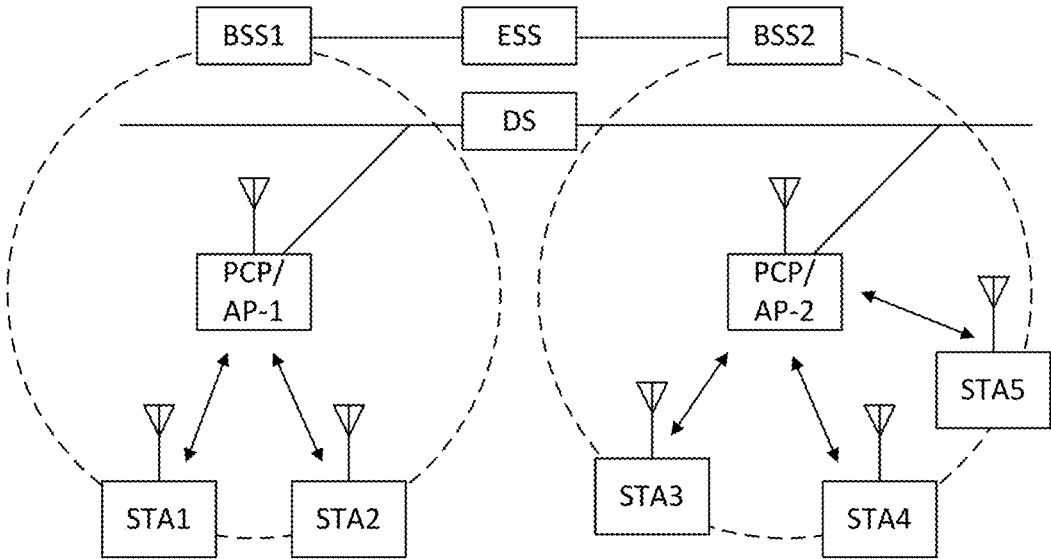 BSS1
ESS
BSS2
DS
PCP/
AP-1
PCP/
AP-2
STA5
STA3
STA1
STA2
STA4